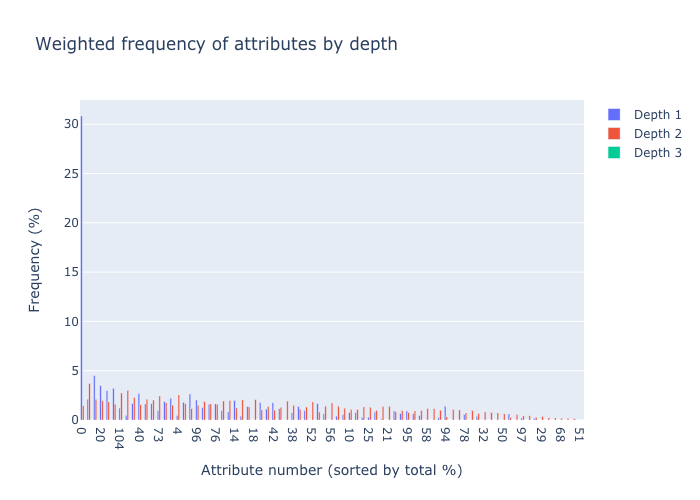 Weighted frequency of attributes by depth
Depth 1
Depth 2
Depth 3
Frequency (%)
30
25
20
15
10
5
0
0 20 104 40 73 4 96 76 14 18 42 38 52 56 10 25 21 95 58 94 78 32 50 97 29 68 51
Attribute number (sorted by total %)